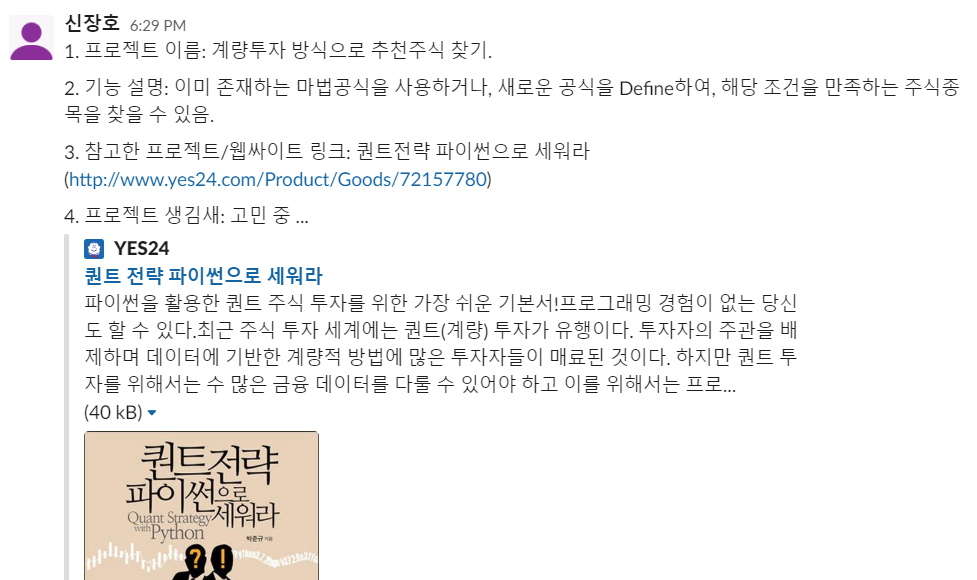 신장호 6:29 PM
1. 프로젝트 이름: 계량투자 방식으로 추천주식 찾기.
2. 기능 설명: 이미 존재하는 마법공식을 사용하거나, 새로운 공식을 Define하여, 해당 조건을 만족하는 주식종
목을 찾을 수 있음.
3. 참고한 프로젝트/웹싸이트 링크: 퀀트전략 파이썬으로 세워라
(http://www.yes24.com/Product/Goods/72157780)
4. 프로젝트 생김새: 고민 중 ...
YES24
퀀트 전략 파이썬으로 세워라
파이썬을 활용한 퀀트 주식 투자를 위한 가장 쉬운 기본서!프로그래밍 경험이 없는 당신
도 할 수 있다.최근 주식 투자 세계에는 퀀트(계량) 투자가 유행이다. 투자자의 주관을 배
제하며 데이터에 기반한 계량적 방법에 많은 투자자들이 매료된 것이다. 하지만 퀀트 투
자를 위해서는 수 많은 금융 데이터를 다룰 수 있어야 하고 이를 위해서는 프로...
(40 kB)
퀀트전략
파이썬으로
세워라
Quant Strategy
with Python
박준규 지음
? !